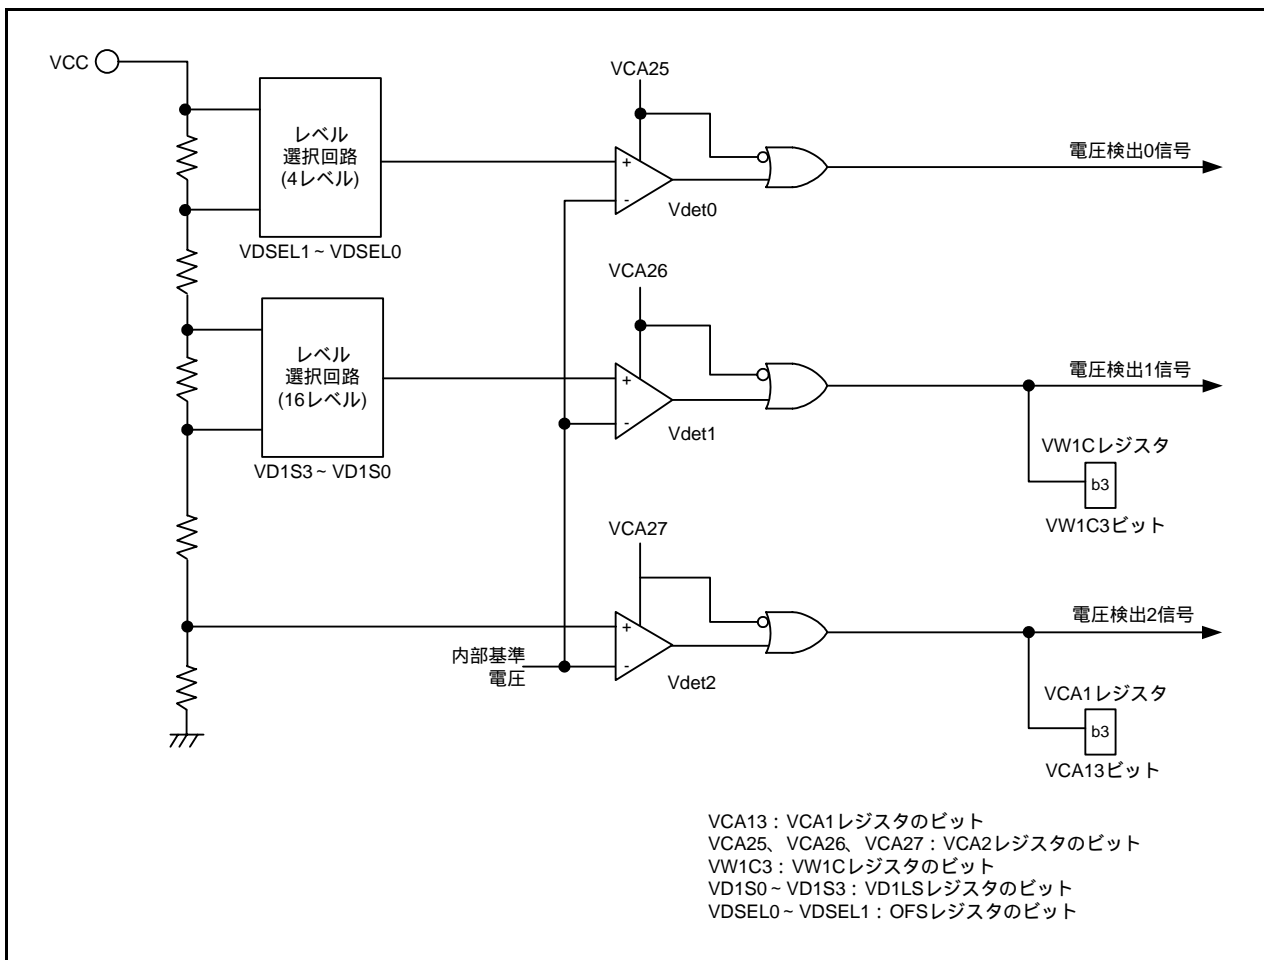 VCC
レベル
選択回路
(4レベル)
VDSEL1~VDSEL0
VCA25
+
-
Vdet0
電圧検出0信号
レベル
選択回路
(16レベル)
VD1S3~VD1S0
VCA26
+
-
Vdet1
電圧検出1信号
VW1Cレジスタ
b3
VW1C3ビット
VCA27
+
-
Vdet2
内部基準
電圧
電圧検出2信号
VCA1レジスタ
b3
VCA13ビット
VCA13:VCA1レジスタのビット
VCA25、VCA26、VCA27:VCA2レジスタのビット
VW1C3:VW1Cレジスタのビット
VD1S0~VD1S3:VD1LSレジスタのビット
VDSEL0~VDSEL1:OFSレジスタのビット